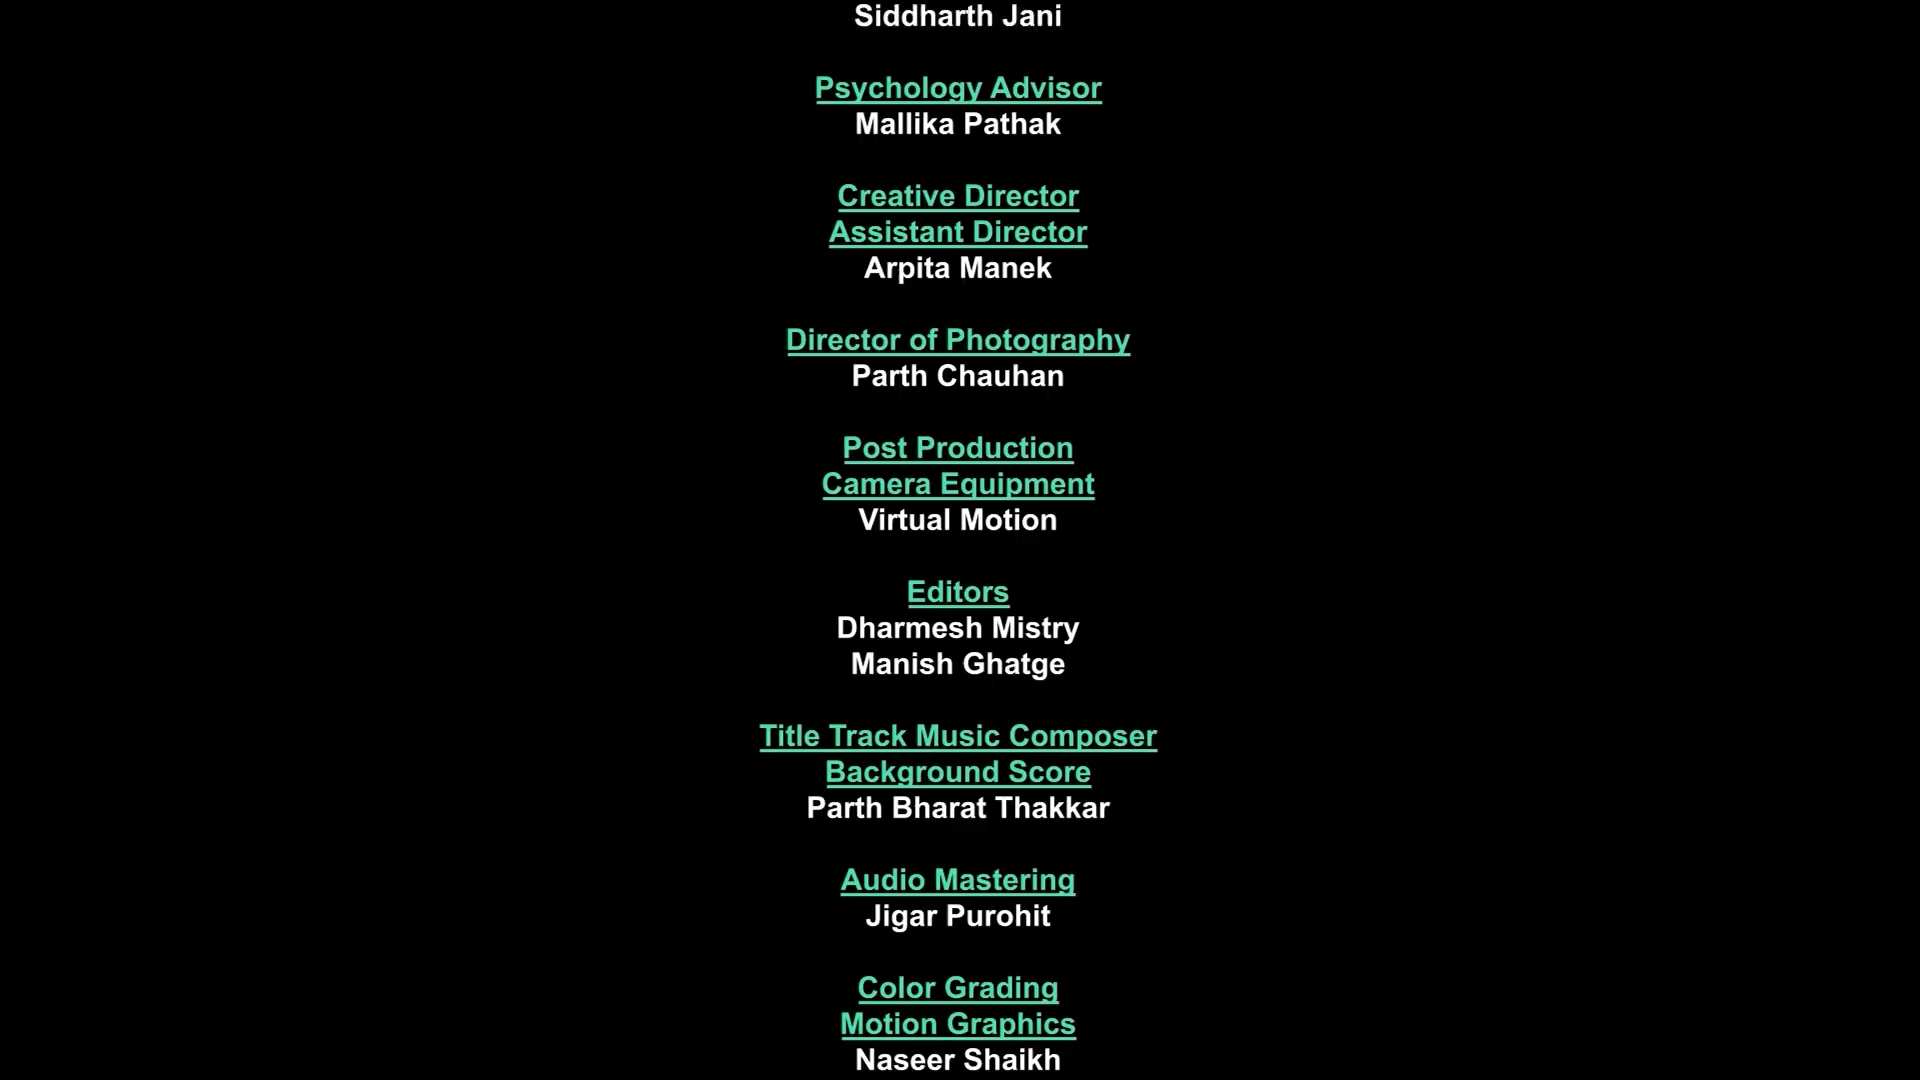 Siddharth Jani
Psychology Advisor
Mallika Pathak
Creative Director
Assistant Director
Arpita Manek
Director of Photography
Parth Chauhan
Post Production
Camera Equipment
Virtual Motion
Editors
Dharmesh Mistry
Manish Ghatge
Title Track Music Composer
Background Score
Parth Bharat Thakkar
Audio Mastering
Jigar Purohit
Color Grading
Motion Graphics
Naseer Shaikh